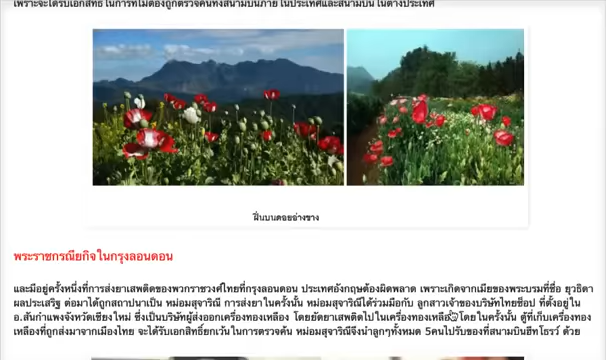 เพราะจะได้รับเอกสิทธิ์ ในการที่ไม่ต้องถูกตรวจค้นทั้งสนามบินภายในประเทศและสนามบินในต่างประเทศ
ฝิ่นบนดอยอ่างขาง
พระราชกรณียกิจในกรุงลอนดอน
และมีอยู่ครั้งหนึ่งที่การส่งยาเสพติดของพวกราชวงศ์ไทยที่กรุงลอนดอน ประเทศอังกฤษต้องผิดพลาด เพราะเกิดจากเมียของพระบรมที่ชื่อ ยุวธิดา
ผลประเสริฐ ต่อมาได้ถูกสถาปนาเป็น หม่อมสุจาริณี การส่งยาในครั้งนั้น หม่อมสุจาริณีได้ร่วมมือกับ ลูกสาวเจ้าของบริษัทไทยช็อป ที่ตั้งอยู่ใน
อ.สันกำแพงจังหวัดเชียงใหม่ ซึ่งเป็นบริษัทผู้ส่งออกเครื่องทองเหลือง โดยยัดยาเสพติดไปในเครื่องทองเหลืองโดยในครั้งนั้น ตู้ที่เก็บเครื่องทอง
เหลืองที่ถูกส่งมาจากเมืองไทย จะได้รับเอกสิทธิ์ยกเว้นในการตรวจค้น หม่อมสุจาริณีจึงนำลูกๆทั้งหมด 5คนไปรับของที่สนามบินฮีทโธรว์ ด้วย